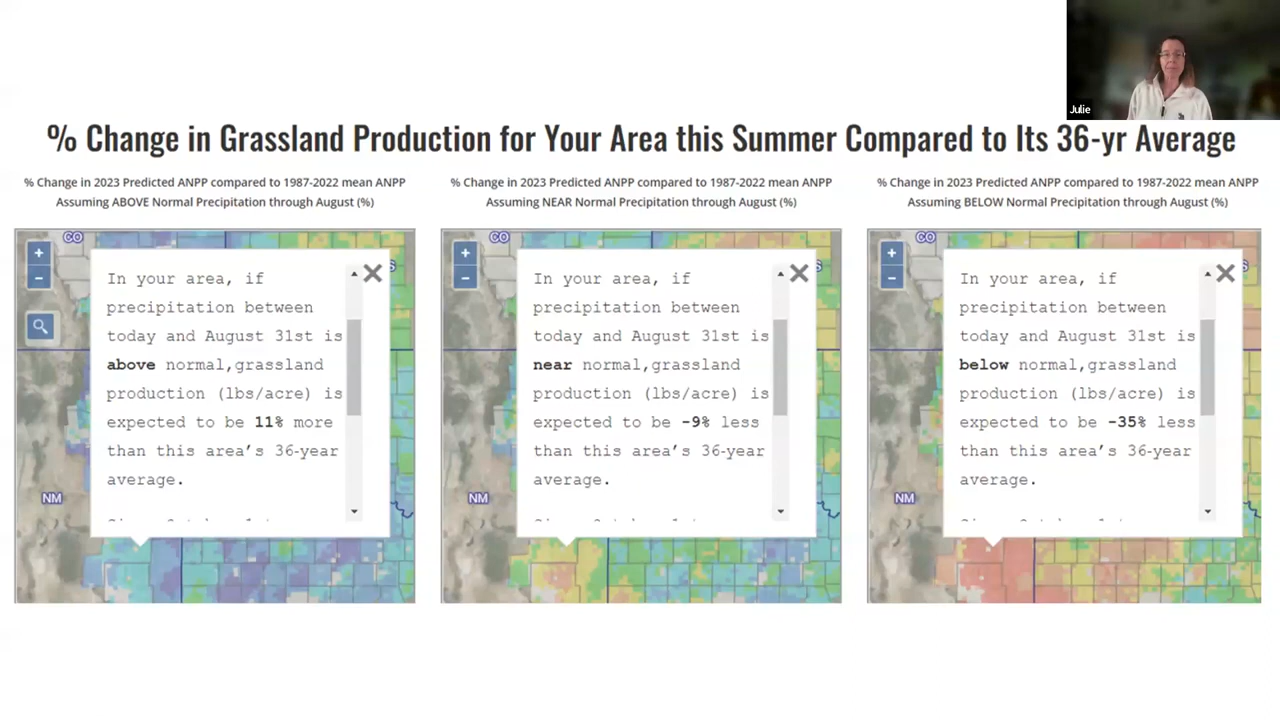 Julie
% Change in Grassland Production for Your Area this Summer Compared to Its 36-yr Average
% Change in 2023 Predicted ANPP compared to 1987-2022 mean ANPP
Assuming ABOVE Normal Precipitation through August (%)
CO
+
-
In your area, if
precipitation between
today and August 31st is
above normal,grassland
production (lbs/acre) is
expected to be 11% more
than this area's 36-year
average.
NM
% Change in 2023 Predicted ANPP compared to 1987-2022 mean ANPP
Assuming NEAR Normal Precipitation through August (%)
CO
+
-
In your area, if
precipitation between
today and August 31st is
near normal,grassland
production (lbs/acre) is
expected to be -9% less
than this area's 36-year
average.
NM
% Change in 2023 Predicted ANPP compared to 1987-2022 mean ANPP
Assuming BELOW Normal Precipitation through August (%)
CO
+
-
In your area, if
precipitation between
today and August 31st is
below normal,grassland
production (lbs/acre) is
expected to be -35% less
than this area's 36-year
average.
NM